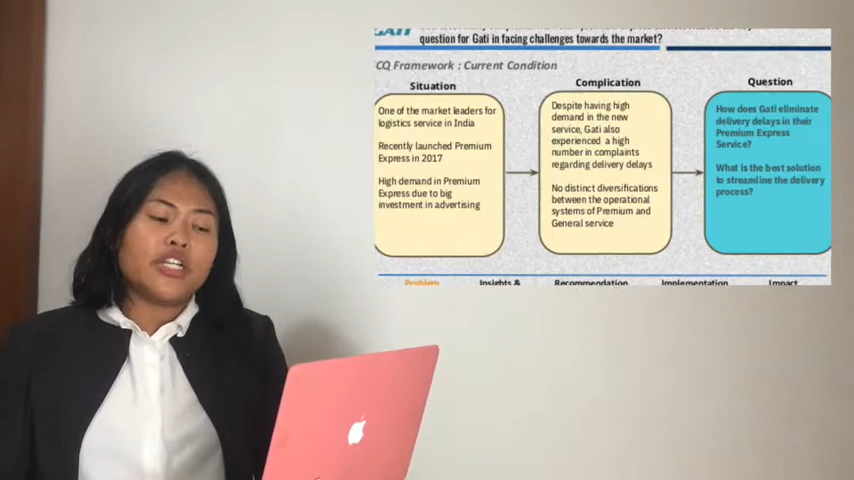 GATI
question for Gati in facing challenges towards the market?
CQ Framework : Current Condition
Situation
One of the market leaders for
logistics service in India
Recently launched Premium
Express in 2017
High demand in Premium
Express due to big
investment in advertising
Complication
Despite having high
demand in the new
service, Gati also
experienced a high
number in complaints
regarding delivery delays
No distinct diversifications
between the operational
systems of Premium and
General service
Question
How does Gati eliminate
delivery delays in their
Premium Express
Service?
What is the best solution
to streamline the delivery
process?
Problem
Insights &
Recommendation
Implementation
Impact